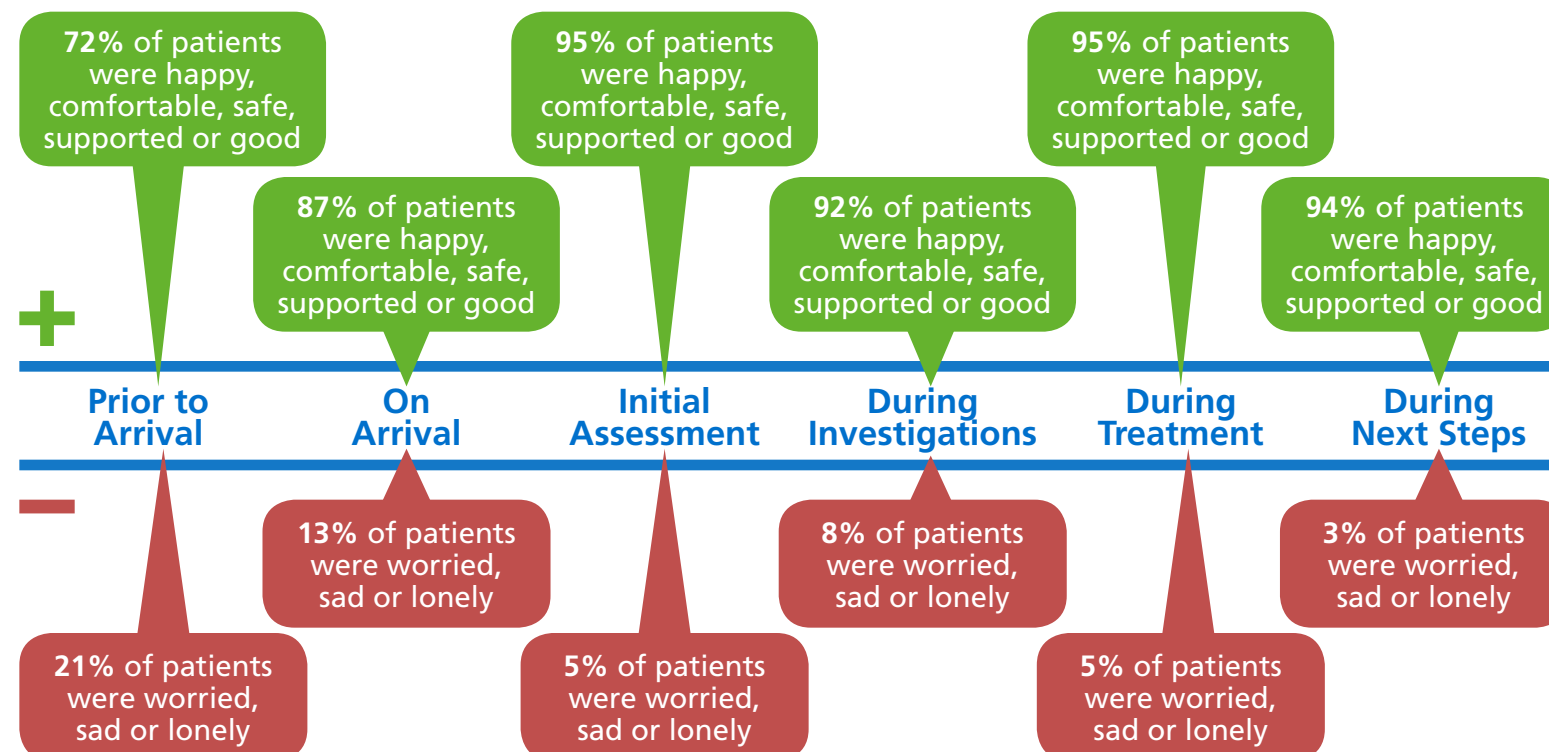 72% of patients
were happy,
comfortable, safe,
supported or good
95% of patients
were happy,
comfortable, safe,
supported or good
95% of patients
were happy,
comfortable, safe,
supported or good
87% of patients
were happy,
comfortable, safe,
supported or good
92% of patients
were happy,
comfortable, safe,
supported or good
94% of patients
were happy,
comfortable, safe,
supported or good
+
Prior to
Arrival
On
Arrival
Initial
Assessment
During
Investigations
During
Treatment
During
Next Steps
–
13% of patients
were worried,
sad or lonely
8% of patients
were worried,
sad or lonely
3% of patients
were worried,
sad or lonely
21% of patients
were worried,
sad or lonely
5% of patients
were worried,
sad or lonely
5% of patients
were worried,
sad or lonely